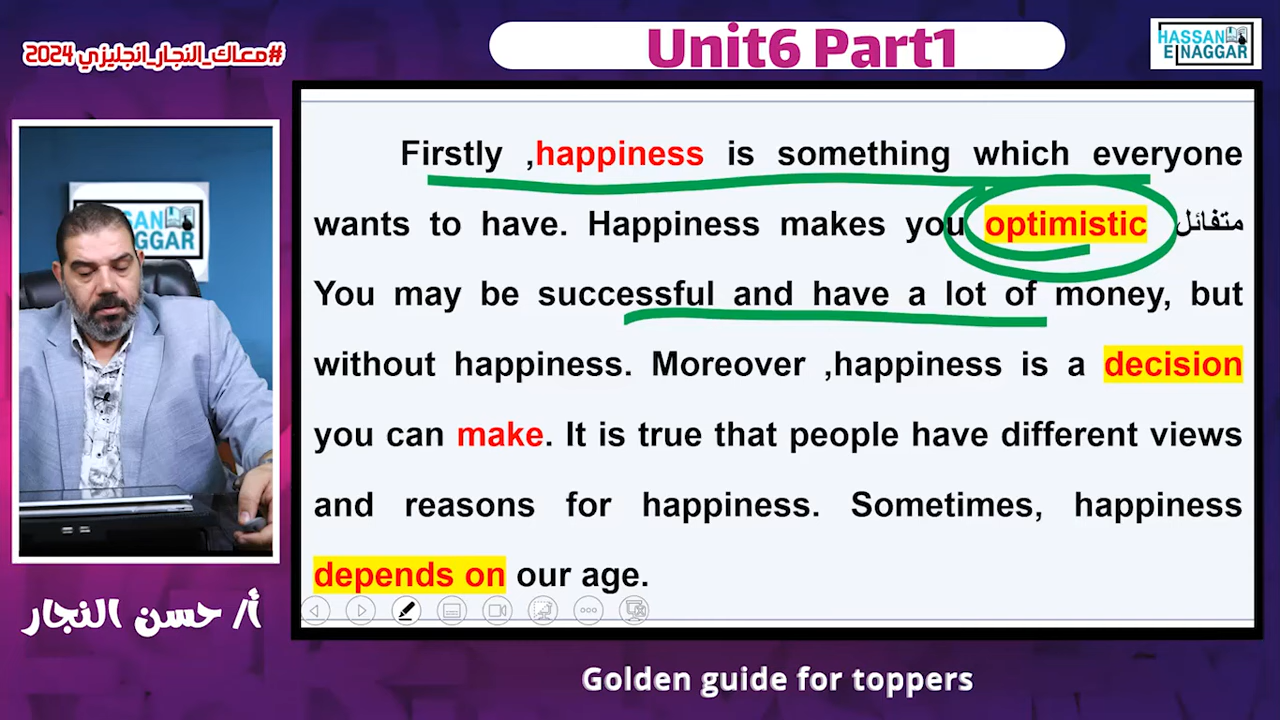 #معاك_النجار_انجليزي 2024
Unit6 Part1
HASSAN
ElNAGGAR
SSAN
NAGGAR
Firstly ,happiness is something which everyone
wants to have. Happiness makes you optimistic متفائل
You may be successful and have a lot of money, but
without happiness. Moreover ,happiness is a decision
you can make. It is true that people have different views
and reasons for happiness. Sometimes, happiness
depends on our age.
أ/ حسن النجار
Golden guide for toppers